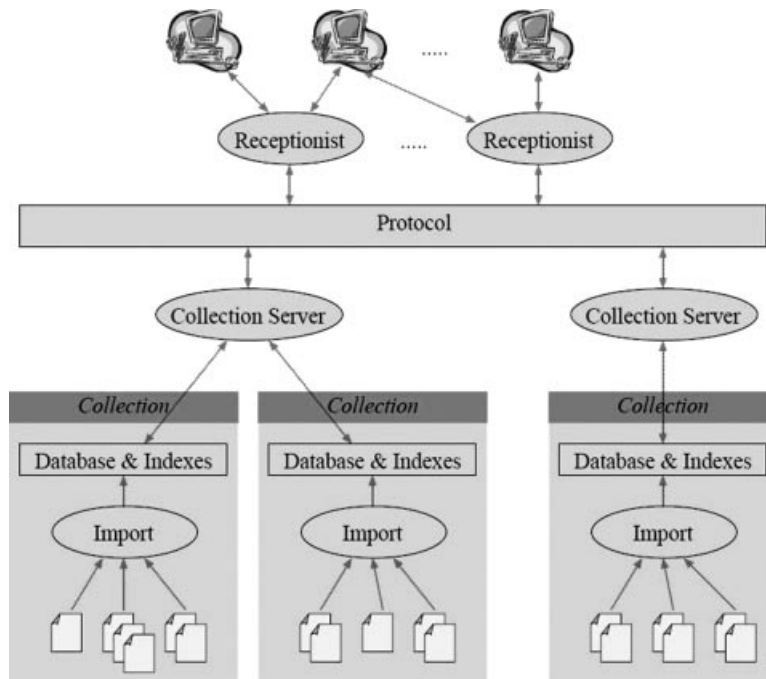 .....
Receptionist
.....
Receptionist
Protocol
Collection Server
Collection Server
Collection
Collection
Collection
Database & Indexes
Database & Indexes
Database & Indexes
Import
Import
Import